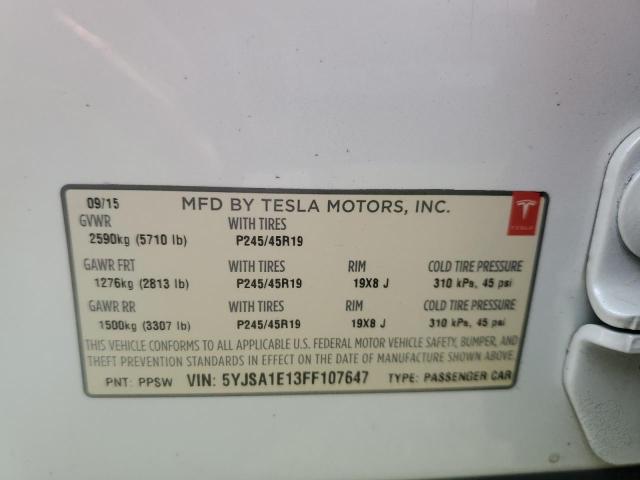 09/15 MFD BY TESLA MOTORS, INC.
GVWR WITH TIRES
2590kg (5710 lb) P245/45R19
GAWR FRT WITH TIRES RIM COLD TIRE PRESSURE
1276kg (2813 lb) P245/45R19 19X8 J 310 kPa, 45 psi
GAWR RR WITH TIRES RIM COLD TIRE PRESSURE
1500kg (3307 lb) P245/45R19 19X8 J 310 kPa, 45 psi
THIS VEHICLE CONFORMS TO ALL APPLICABLE U.S. FEDERAL MOTOR VEHICLE SAFETY, BUMPER, AND
THEFT PREVENTION STANDARDS IN EFFECT ON THE DATE OF MANUFACTURE SHOWN ABOVE.
PNT: PPSW VIN: 5YJSA1E13FF107647 TYPE: PASSENGER CAR